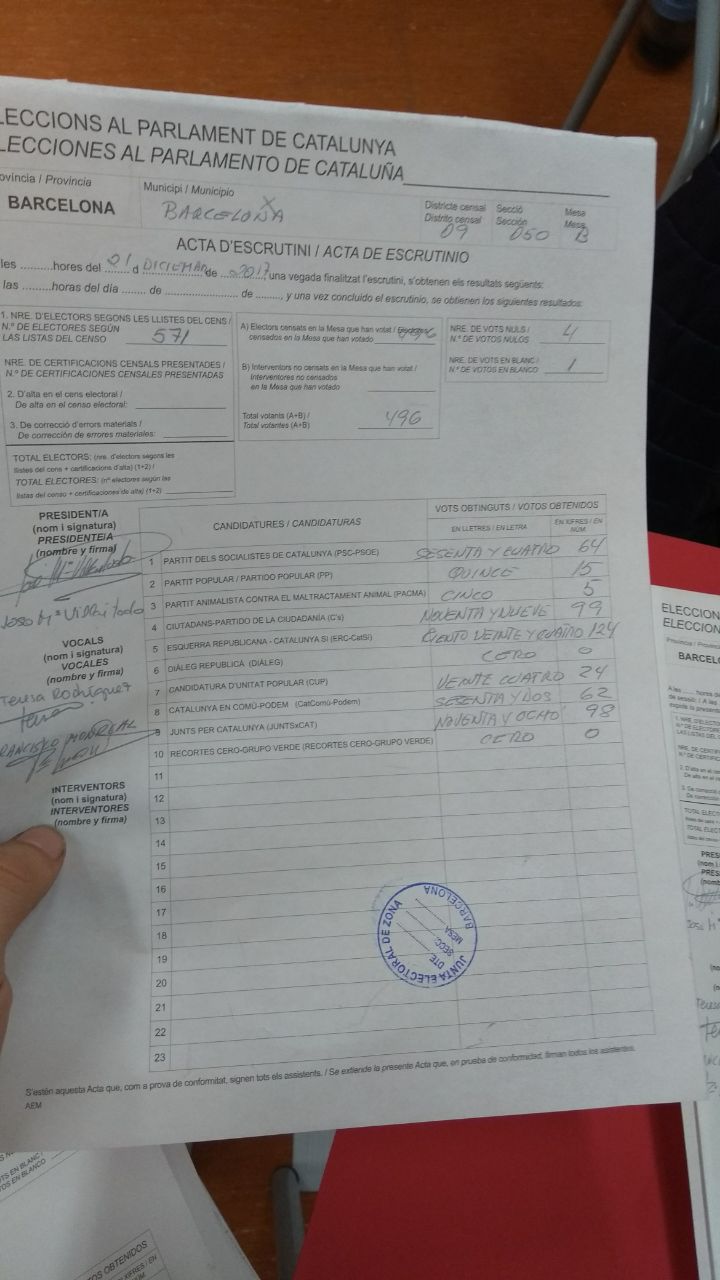 LECCIONS AL PARLAMENT DE CATALUNYA
LECCIONES AL PARLAMENTO DE CATALUÑA
ovíncia / Provincia
BARCELONA
Municipi / Municipio
BARCELONA
Districte censal
Distrito censal
09
Secció
Sección
050
Mesa
Mesa
B
ACTA D'ESCRUTINI / ACTA DE ESCRUTINIO
les .........hores del 21 d DICIEMBRE de 2017, una vegada finalitzat l'escrutini, s'obtenen els resultats següents:
las .........horas del día ...... de ........................ de ........, y una vez concluido el escrutinio, se obtienen los siguientes resultados:
1. NRE. D'ELECTORS SEGONS LES LLISTES DEL CENS /
N.º DE ELECTORES SEGÚN
LAS LISTAS DEL CENSO 571
NRE. DE CERTIFICACIONS CENSALS PRESENTADES /
N.º DE CERTIFICACIONES CENSALES PRESENTADAS
2. D'alta en el cens electoral /
De alta en el censo electoral:
3. De correcció d'errors materials /
De corrección de errores materiales:
TOTAL ELECTORS: (nre. d'electors segons les
llistes del cens + certificacions d'alta) (1+2) /
TOTAL ELECTORES: (nº electores según las
listas del censo + certificaciones de alta) (1+2)
A) Electors censats en la Mesa que han votat / Electores
censados en la Mesa que han votado 496
B) Interventors no censats en la Mesa que han votat /
Interventores no censados
en la Mesa que han votado
Total votants (A+B) /
Total votantes (A+B) 496
NRE. DE VOTS NULS /
N.º DE VOTOS NULOS 4
NRE. DE VOTS EN BLANC /
N.º DE VOTOS EN BLANCO 1
PRESIDENT/A
(nom i signatura)
PRESIDENTE/A
(nombre y firma)
VOCALS
(nom i signatura)
VOCALES
(nombre y firma)
Teresa Rodríguez
INTERVENTORS
(nom i signatura)
INTERVENTORES
(nombre y firma)
CANDIDATURES / CANDIDATURAS
VOTS OBTINGUTS / VOTOS OBTENIDOS
EN LLETRES / EN LETRA
EN XIFRES / EN NÚM.
1 PARTIT DELS SOCIALISTES DE CATALUNYA (PSC-PSOE) SESENTA Y CUATRO 64
2 PARTIT POPULAR / PARTIDO POPULAR (PP) QUINCE 15
3 PARTIT ANIMALISTA CONTRA EL MALTRACTAMENT ANIMAL (PACMA) CINCO 5
4 CIUTADANS-PARTIDO DE LA CIUDADANÍA (C's) NOVENTA Y NUEVE 99
5 ESQUERRA REPUBLICANA - CATALUNYA SÍ (ERC-CatSí) CIENTO VEINTE Y CUATRO 124
6 DIÀLEG REPUBLICÀ (DIÀLEG) CERO 0
7 CANDIDATURA D'UNITAT POPULAR (CUP) VEINTE CUATRO 24
8 CATALUNYA EN COMÚ-PODEM (CatComú-Podem) SESENTA Y DOS 62
9 JUNTS PER CATALUNYA (JUNTSxCAT) NOVENTA Y OCHO 98
10 RECORTES CERO-GRUPO VERDE (RECORTES CERO-GRUPO VERDE) CERO 0
11
12
13
14
15
16
17
18
19
20
21
22
23
JUNTA ELECTORAL DE ZONA
BARCELONA
DTE
SECC.
MESA
S'estén aquesta Acta que, com a prova de conformitat, signen tots els assistents. / Se extiende la presente Acta que, en prueba de conformidad, firman todos los asistentes.
AEM
ELECCION
ELECCION
Província / Provincia
BARCEL